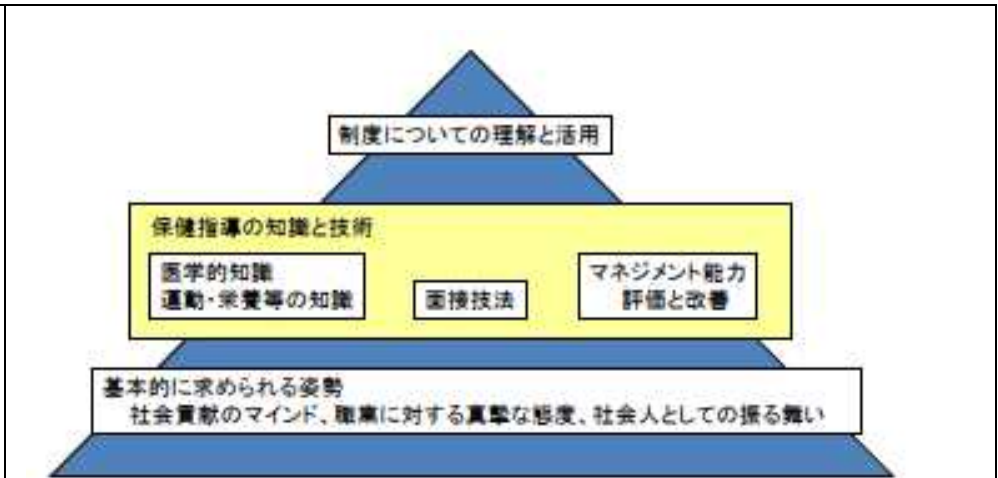 制度についての理解と活用
保健指導の知識と技術
医学的知識
運動・栄養等の知識
面接技法
マネジメント能力
評価と改善
基本的に求められる姿勢
社会貢献のマインド、職業に対する真摯な態度、社会人としての振る舞い